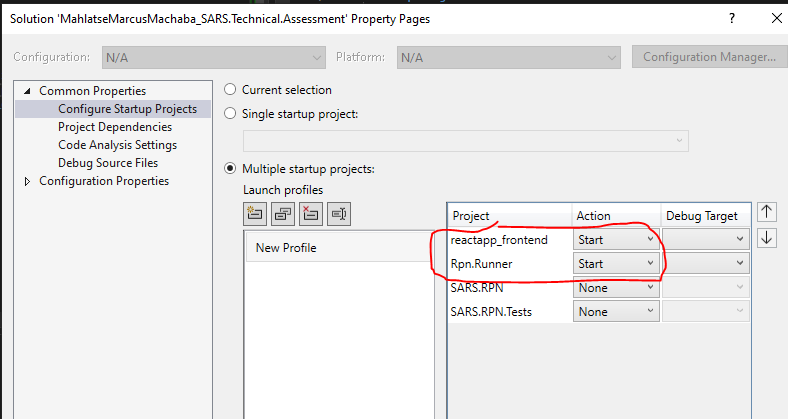 Solution 'MahlatseMarcusMachaba_SARS.Technical.Assessment' Property Pages
?
Configuration: N/A Platform: N/A Configuration Manager...
Common Properties
Configure Startup Projects
Project Dependencies
Code Analysis Settings
Debug Source Files
Configuration Properties
Current selection
Single startup project:
Multiple startup projects:
Launch profiles
New Profile
Project Action Debug Target
reactapp_frontend Start
Rpn.Runner Start
SARS.RPN None
SARS.RPN.Tests None